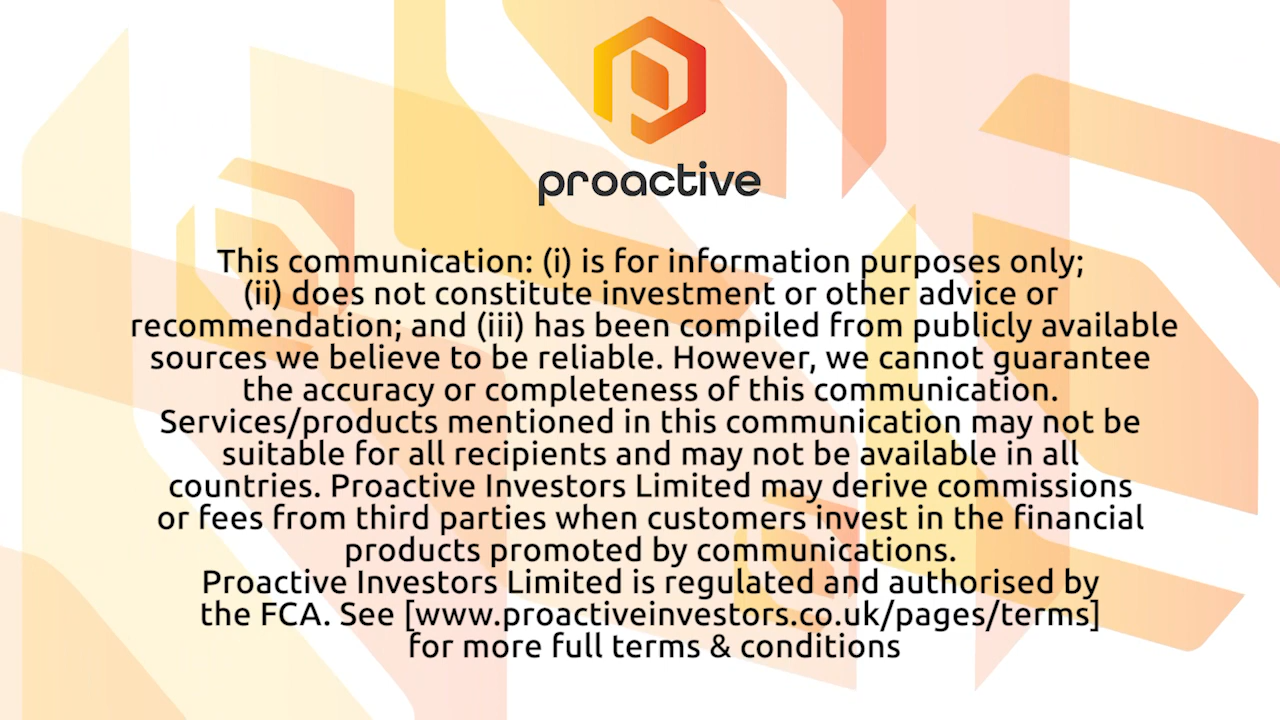 proactive
This communication: (i) is for information purposes only;
(ii) does not constitute investment or other advice or
recommendation; and (iii) has been compiled from publicly available
sources we believe to be reliable. However, we cannot guarantee
the accuracy or completeness of this communication.
Services/products mentioned in this communication may not be
suitable for all recipients and may not be available in all
countries. Proactive Investors Limited may derive commissions
or fees from third parties when customers invest in the financial
products promoted by communications.
Proactive Investors Limited is regulated and authorised by
the FCA. See [www.proactiveinvestors.co.uk/pages/terms]
for more full terms & conditions